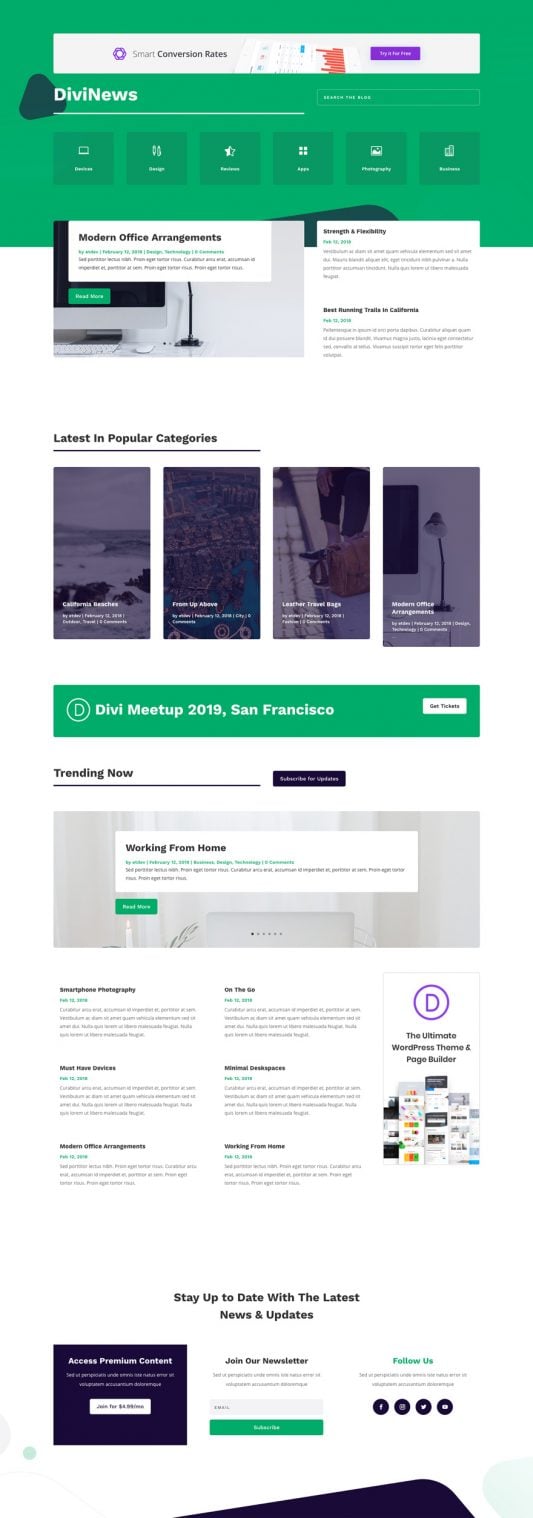 Smart Conversion Rates
Try it For Free
DiviNews
SEARCH THE BLOG
Devices
Design
Reviews
Apps
Photography
Business
Modern Office Arrangements
by etdev | February 12, 2018 | Design, Technology | 0 Comments
Sed porttitor lectus nibh. Proin eget tortor risus. Curabitur arcu erat, accumsan id
imperdiet et, porttitor at sem. Proin eget tortor risus. Proin eget tortor risus.
Read More
Strength & Flexibility
Feb 12, 2018
Vestibulum ac diam sit amet quam vehicula elementum sed sit amet
dui. Mauris blandit aliquet elit, eget tincidunt nibh pulvinar a. Nulla
porttitor accumsan tincidunt. Nulla quis lorem ut libero malesuada
feugiat.
Best Running Trails In California
Feb 12, 2018
Pellentesque in ipsum id orci porta dapibus. Curabitur aliquet quam
id dui posuere blandit. Vivamus magna justo, lacinia eget consectetur
sed, convallis at tellus. Vivamus suscipit tortor eget felis porttitor
volutpat.
Latest In Popular Categories
California Beaches
by etdev | February 12, 2018 |
Outdoor, Travel | 0 Comments
From Up Above
by etdev | February 12, 2018 | City | 0
Comments
Leather Travel Bags
by etdev | February 12, 2018 |
Fashion | 0 Comments
Modern Office
Arrangements
by etdev | February 12, 2018 | Design,
Technology | 0 Comments
D Divi Meetup 2019, San Francisco
Get Tickets
Trending Now
Subscribe for Updates
Working From Home
by etdev | February 12, 2018 | Business, Design, Technology | 0 Comments
Sed porttitor lectus nibh. Proin eget tortor risus. Curabitur arcu erat, accumsan id imperdiet et, porttitor at sem. Proin eget tortor
risus. Proin eget tortor risus.
Read More
Smartphone Photography
Feb 12, 2018
Curabitur arcu erat, accumsan id imperdiet et, porttitor at sem.
Vestibulum ac diam sit amet quam vehicula elementum sed sit
amet dui. Nulla quis lorem ut libero malesuada feugiat. Nulla
quis lorem ut libero malesuada feugiat.
On The Go
Feb 12, 2018
Curabitur arcu erat, accumsan id imperdiet et, porttitor at sem.
Vestibulum ac diam sit amet quam vehicula elementum sed sit
amet dui. Nulla quis lorem ut libero malesuada feugiat. Nulla
quis lorem ut libero malesuada feugiat.
Must Have Devices
Feb 12, 2018
Curabitur arcu erat, accumsan id imperdiet et, porttitor at sem.
Vestibulum ac diam sit amet quam vehicula elementum sed sit
amet dui. Nulla quis lorem ut libero malesuada feugiat. Nulla
quis lorem ut libero malesuada feugiat.
Minimal Deskspaces
Feb 12, 2018
Curabitur arcu erat, accumsan id imperdiet et, porttitor at sem.
Vestibulum ac diam sit amet quam vehicula elementum sed sit
amet dui. Nulla quis lorem ut libero malesuada feugiat. Nulla
quis lorem ut libero malesuada feugiat.
Modern Office Arrangements
Feb 12, 2018
Sed porttitor lectus nibh. Proin eget tortor risus. Curabitur arcu
erat, accumsan id imperdiet et, porttitor at sem. Proin eget
tortor risus. Proin eget tortor risus.
Working From Home
Feb 12, 2018
Sed porttitor lectus nibh. Proin eget tortor risus. Curabitur arcu
erat, accumsan id imperdiet et, porttitor at sem. Proin eget
tortor risus. Proin eget tortor risus.
D
The Ultimate
WordPress Theme &
Page Builder
Stay Up to Date With The Latest
News & Updates
Access Premium Content
Sed ut perspiciatis unde omnis iste natus error sit
voluptatem accusantium doloremque
Join for $4.99/mo
Join Our Newsletter
Sed ut perspiciatis unde omnis iste natus error sit
voluptatem accusantium doloremque
EMAIL
Subscribe
Follow Us
Sed ut perspiciatis unde omnis iste natus error sit
voluptatem accusantium doloremque